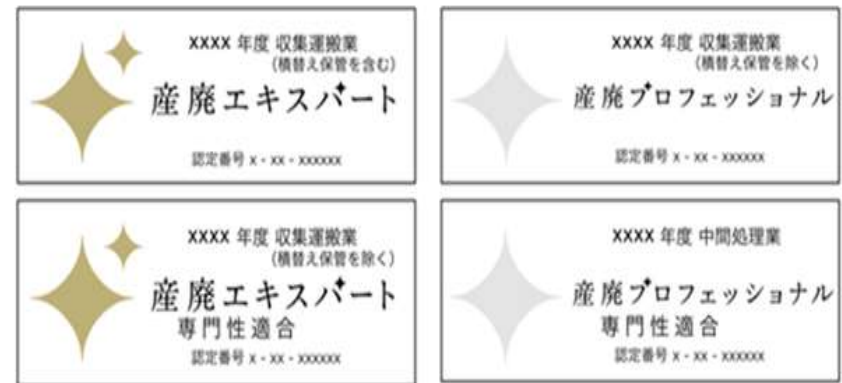 XXXX 年度 収集運搬業
(積替え保管を含む)
産廃エキスパート
認定番号 x - xx - xxxxxx
XXXX 年度 収集運搬業
(積替え保管を除く)
産廃プロフェッショナル
認定番号 x - xx - xxxxxx
XXXX 年度 収集運搬業
(積替え保管を除く)
産廃エキスパート
専門性適合
認定番号 x - xx - xxxxxx
XXXX 年度 中間処理業
産廃プロフェッショナル
専門性適合
認定番号 x - xx - xxxxxx